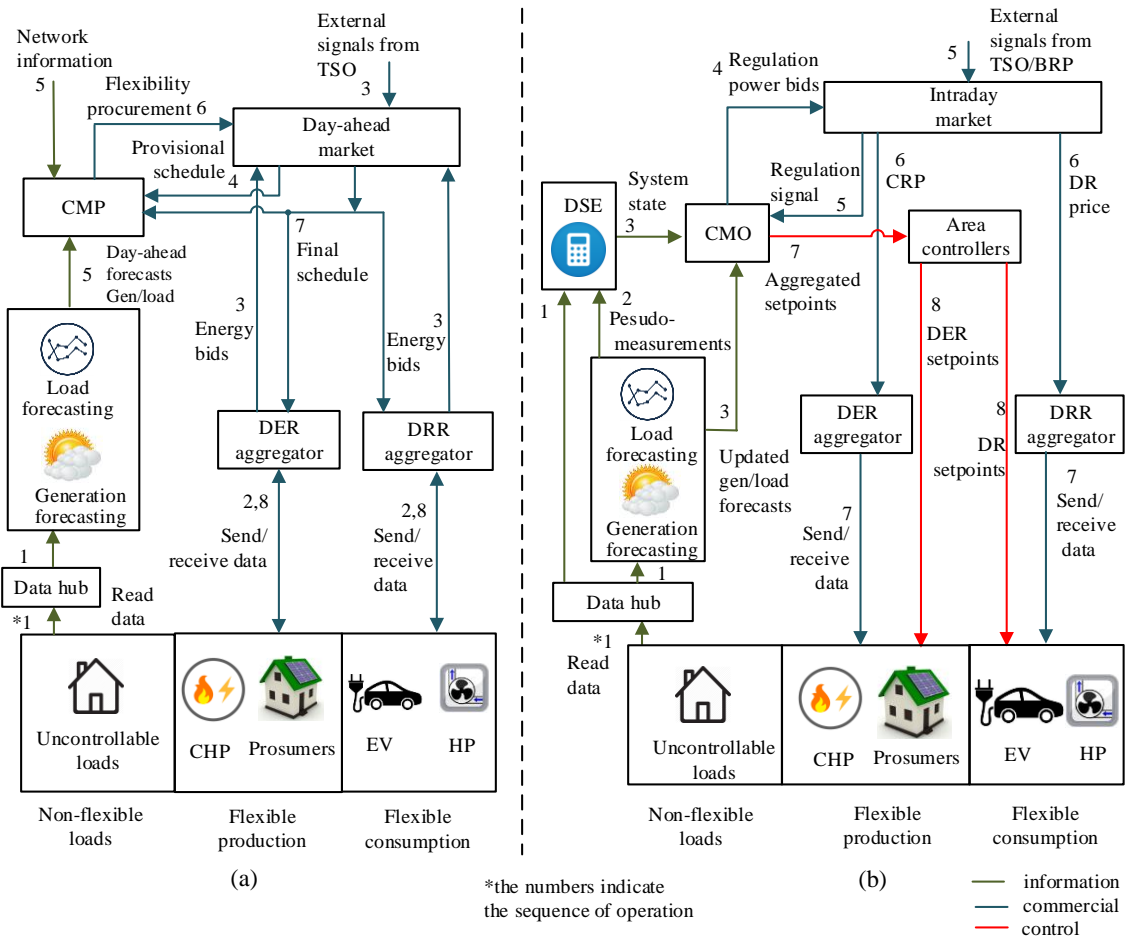 Network
information
5
External
signals from
TSO
3
Flexibility
procurement 6
Day-ahead
market
Provisional
schedule
4
CMP
7
Final
schedule
5
Day-ahead
forecasts
Gen/load
3
Energy
bids
3
Energy
bids
Load
forecasting
Generation
forecasting
DER
aggregator
DRR
aggregator
2,8
Send/
receive data
2,8
Send/
receive data
1
Data hub
*1
Read
data
Uncontrollable
loads
CHP
Prosumers
EV
HP
Non-flexible
loads
Flexible
production
Flexible
consumption
(a)
External
signals from
TSO/BRP
5
4
Regulation
power bids
Intraday
market
6
CRP
6
DR
price
Regulation
signal
5
System
state
3
DSE
CMO
7
Aggregated
setpoints
Area
controllers
1
2
Pesudo-
measurements
8
DER
setpoints
8
DR
setpoints
Load
forecasting
Generation
forecasting
3
Updated
gen/load
forecasts
DER
aggregator
DRR
aggregator
7
Send/
receive
data
7
Send/
receive
data
1
Data hub
*1
Read
data
Uncontrollable
loads
CHP
Prosumers
EV
HP
Non-flexible
loads
Flexible
production
Flexible
consumption
(b)
*the numbers indicate
the sequence of operation
information
commercial
control